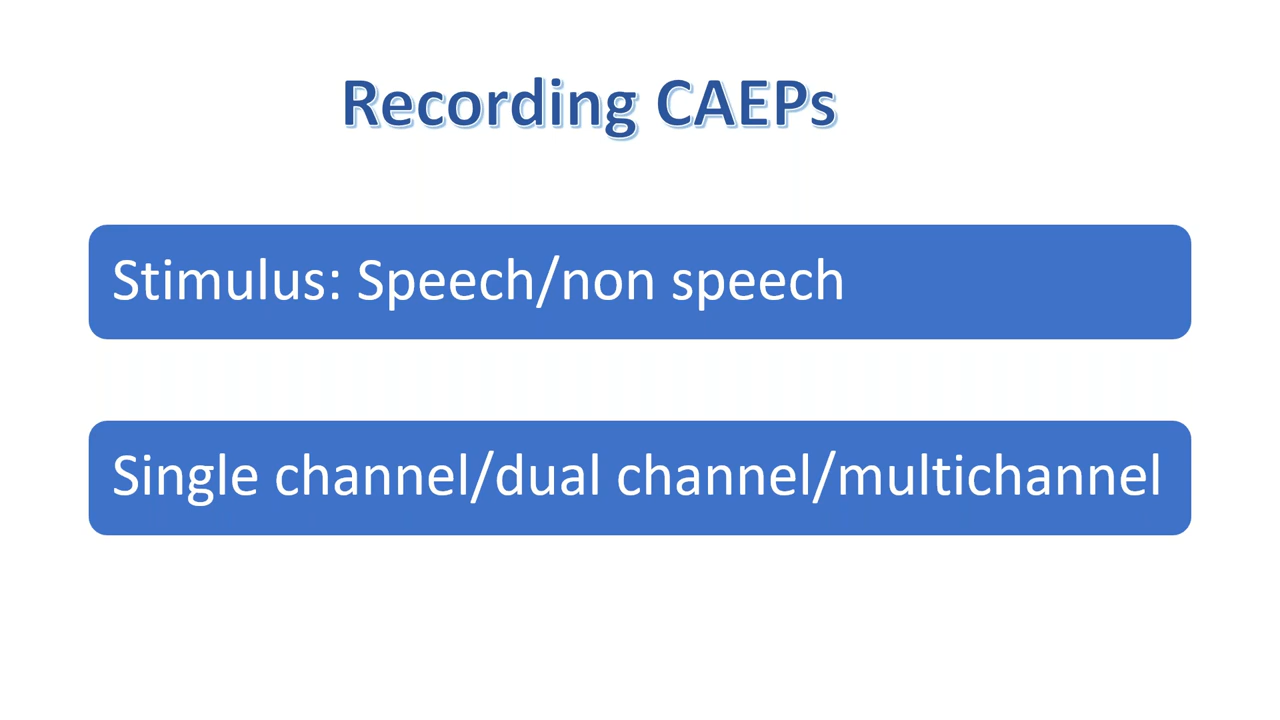 Recording CAEPs
Stimulus: Speech/non speech
Single channel/dual channel/multichannel